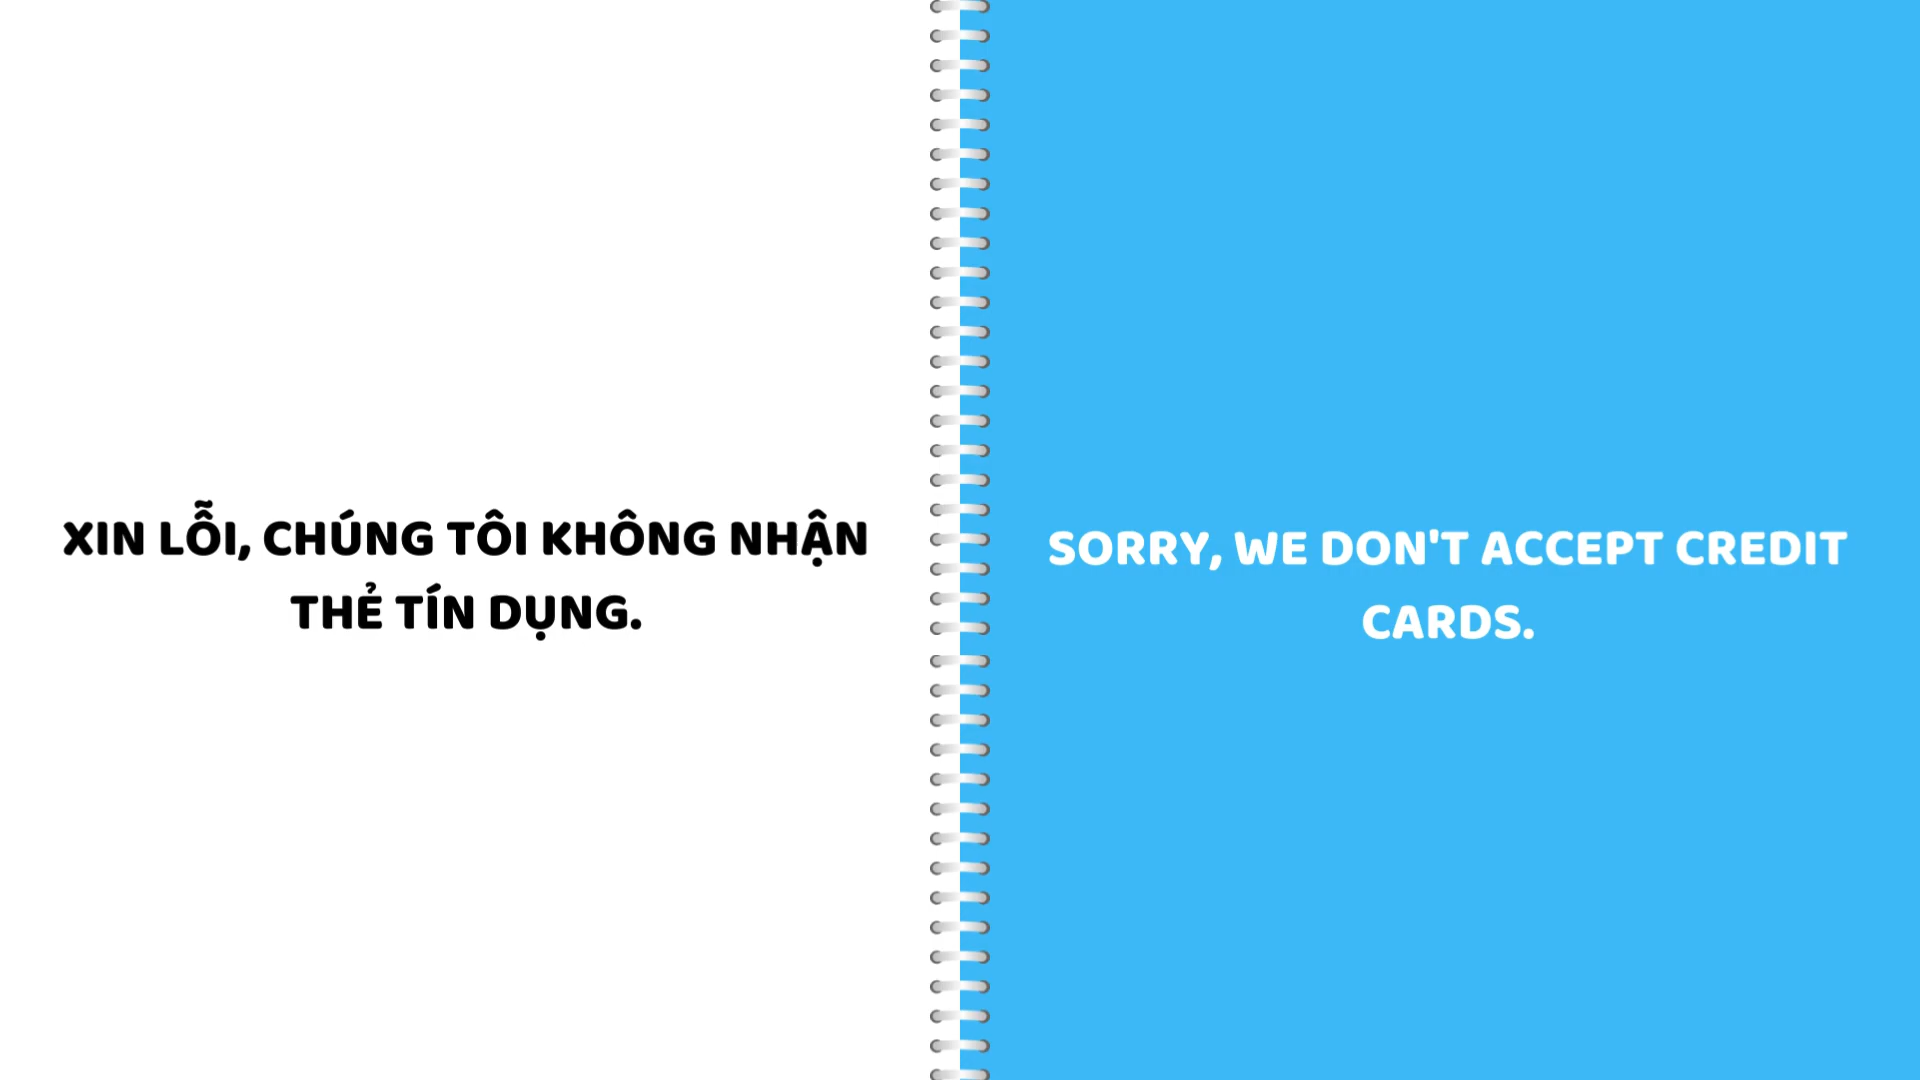 XIN LỖI, CHÚNG TÔI KHÔNG NHẬN
THẺ TÍN DỤNG.
SORRY, WE DON'T ACCEPT CREDIT
CARDS.